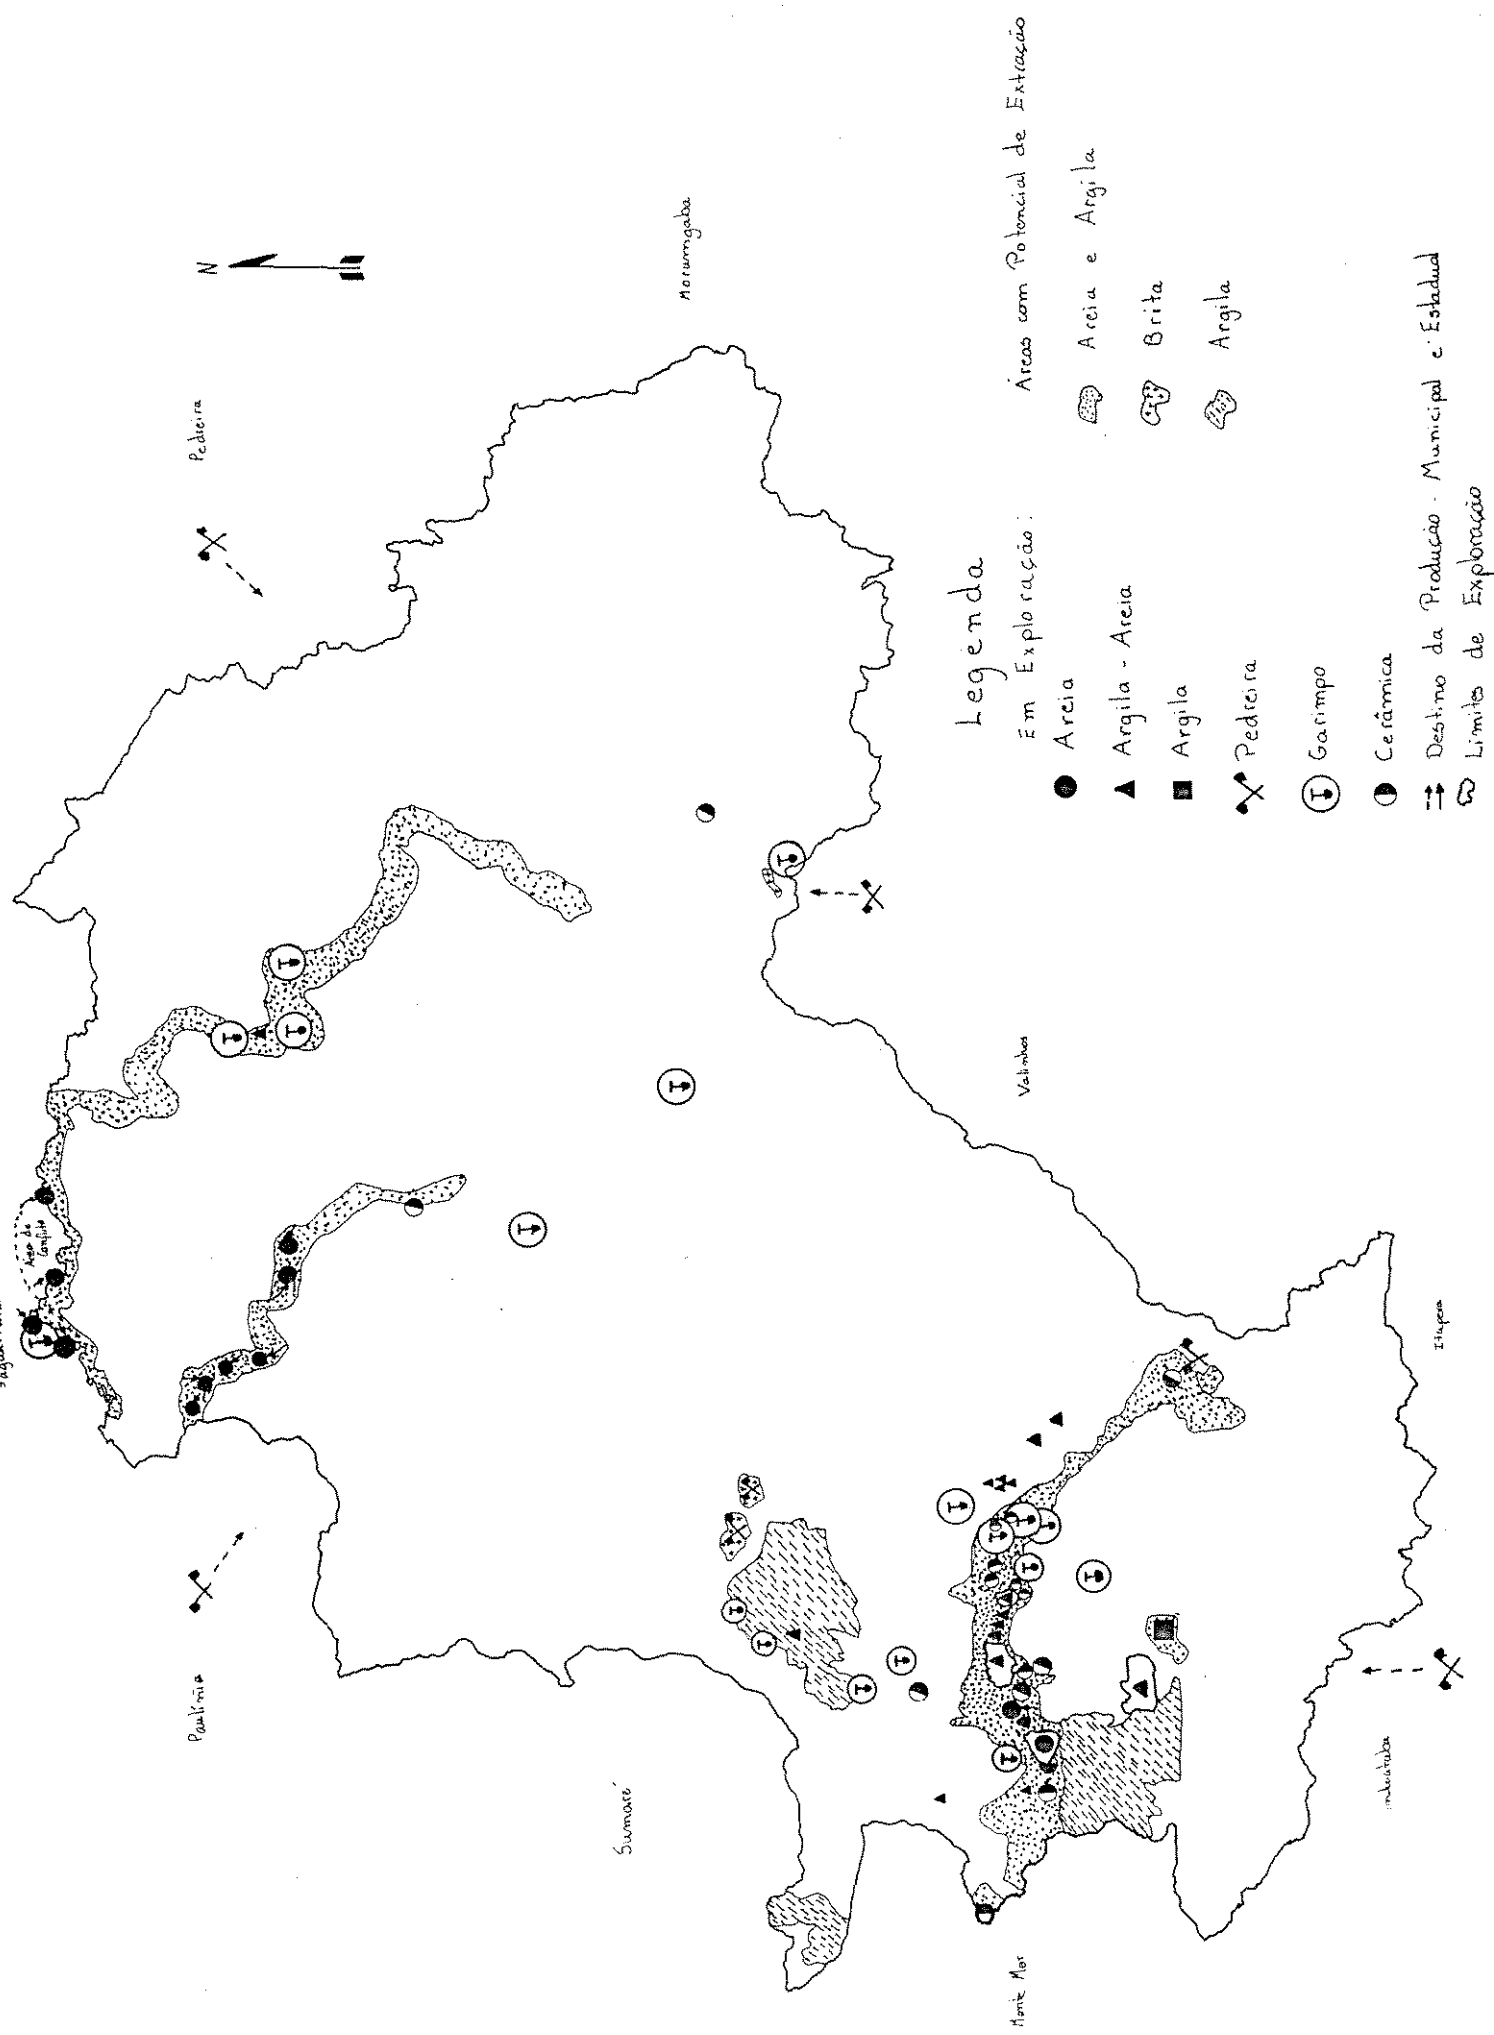 Jaguariúna
Área de
Conflito
N
Pedreira
Morumgaba
Paulínia
Sumaré
Valinhos
Monte Mor
Itupeva
Indaiatuba
Legenda
Em Exploração:
Areia
Argila - Areia
Argila
Pedreira
Garimpo
Cerâmica
Destino da Produção - Municipal e Estadual
Limites de Exploração
Áreas com Potencial de Extração
Areia e Argila
Brita
Argila